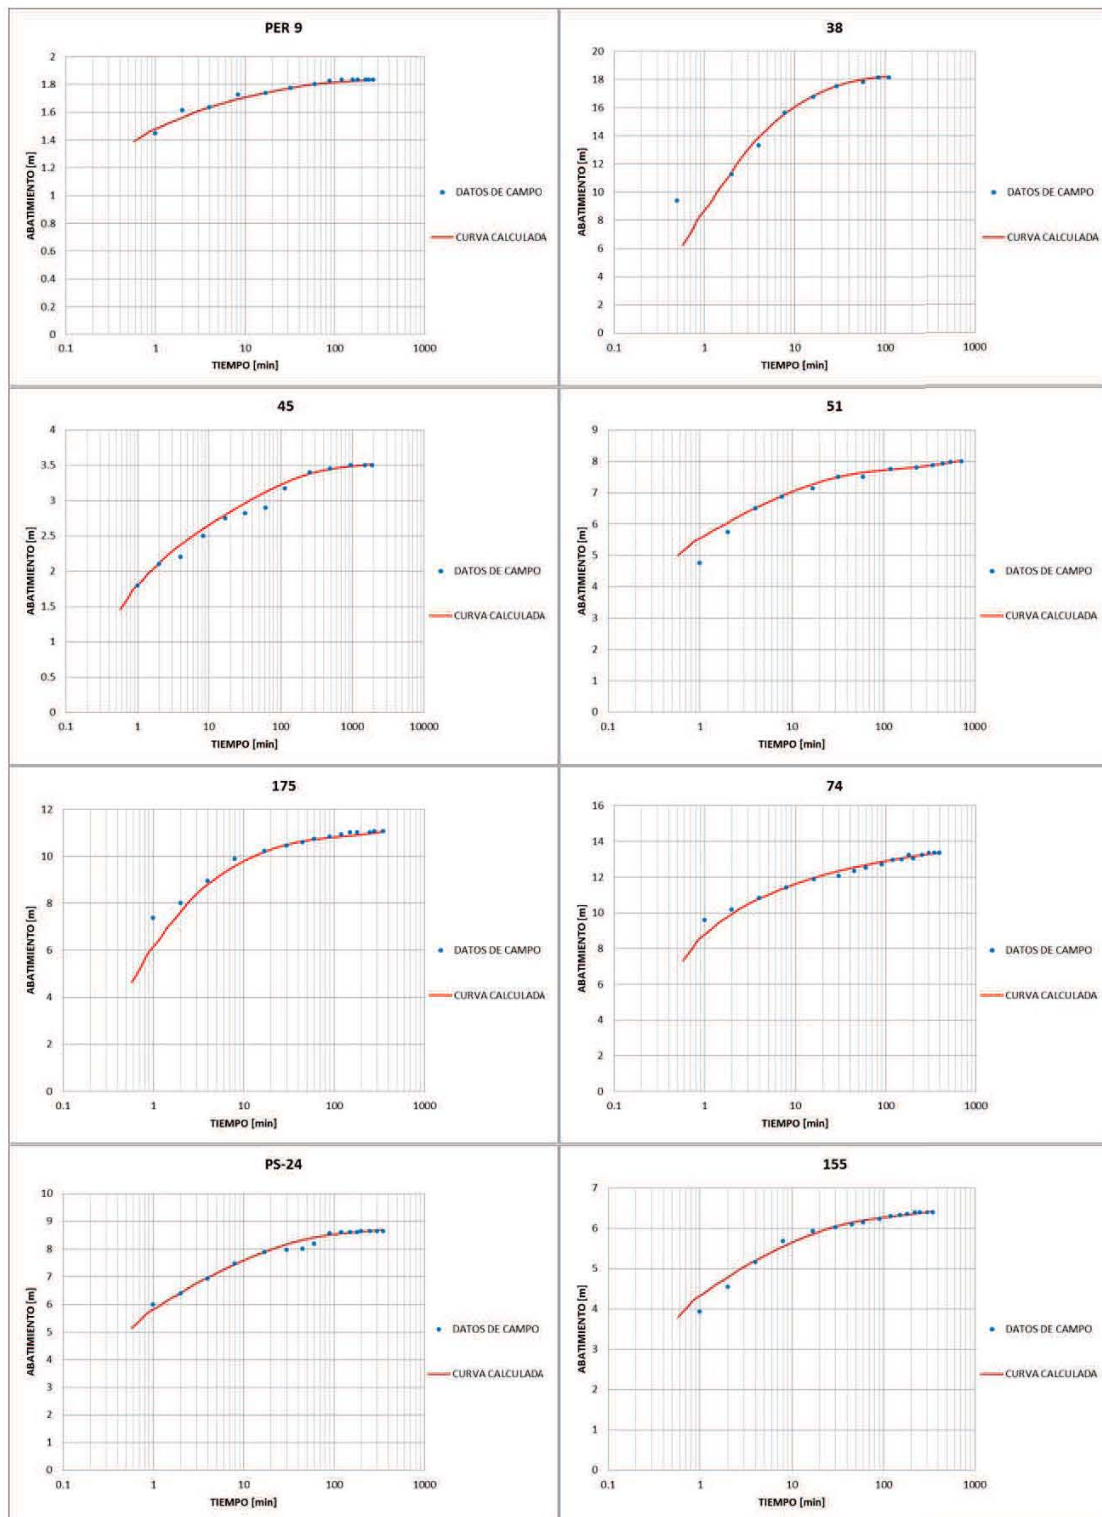 PER 9
2
1.8
1.6
1.4
1.2
1
0.8
0.6
0.4
0.2
0
ABATIMIENTO [m]
0.1 1 10 100 1000
TIEMPO [min]
DATOS DE CAMPO
CURVA CALCULADA
38
20
18
16
14
12
10
8
6
4
2
0
ABATIMIENTO [m]
0.1 1 10 100 1000
TIEMPO [min]
DATOS DE CAMPO
CURVA CALCULADA
45
4
3.5
3
2.5
2
1.5
1
0.5
0
ABATIMIENTO [m]
0.1 1 10 100 1000 10000
TIEMPO [min]
DATOS DE CAMPO
CURVA CALCULADA
51
9
8
7
6
5
4
3
2
1
0
ABATIMIENTO [m]
0.1 1 10 100 1000
TIEMPO [min]
DATOS DE CAMPO
CURVA CALCULADA
175
12
10
8
6
4
2
0
ABATIMIENTO [m]
0.1 1 10 100 1000
TIEMPO [min]
DATOS DE CAMPO
CURVA CALCULADA
74
16
14
12
10
8
6
4
2
0
ABATIMIENTO [m]
0.1 1 10 100 1000
TIEMPO [min]
DATOS DE CAMPO
CURVA CALCULADA
PS-24
10
9
8
7
6
5
4
3
2
1
0
ABATIMIENTO [m]
0.1 1 10 100 1000
TIEMPO [min]
DATOS DE CAMPO
CURVA CALCULADA
155
7
6
5
4
3
2
1
0
ABATIMIENTO [m]
0.1 1 10 100 1000
TIEMPO [min]
DATOS DE CAMPO
CURVA CALCULADA